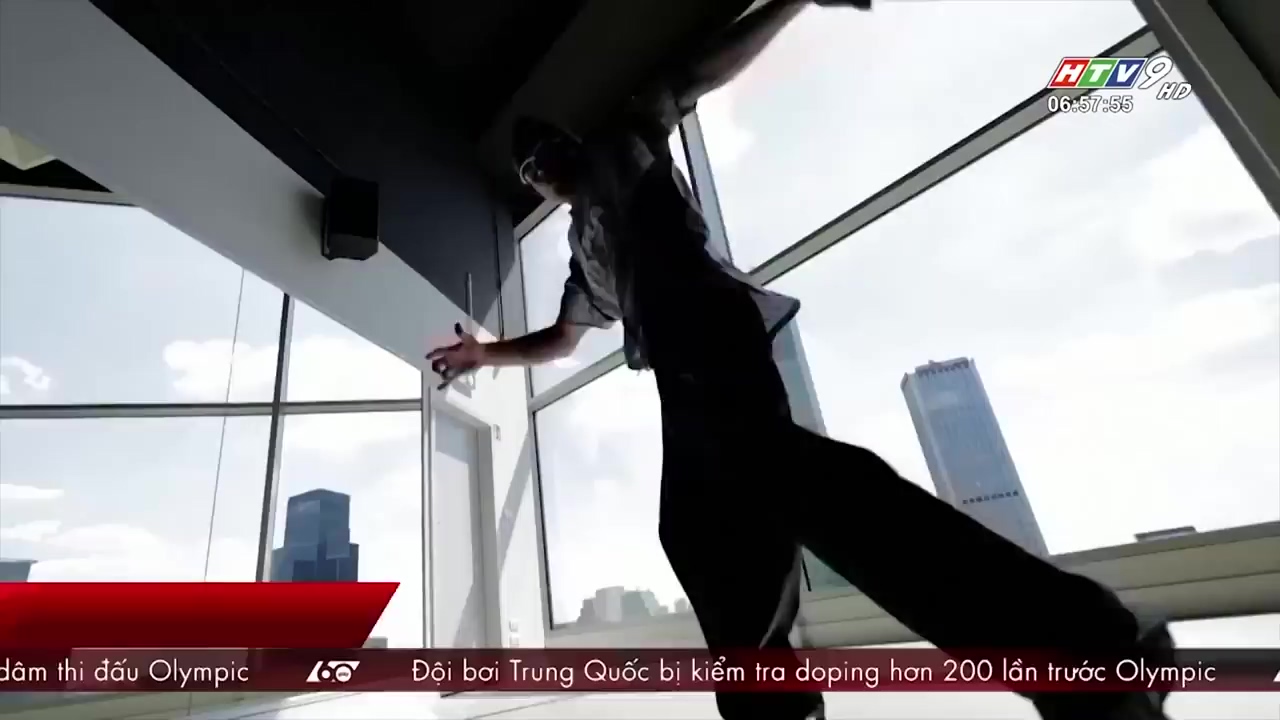 HTV9 HD
06:57:55
dâm thi đấu Olympic
60
Đội bơi Trung Quốc bị kiểm tra doping hơn 200 lần trước Olympic